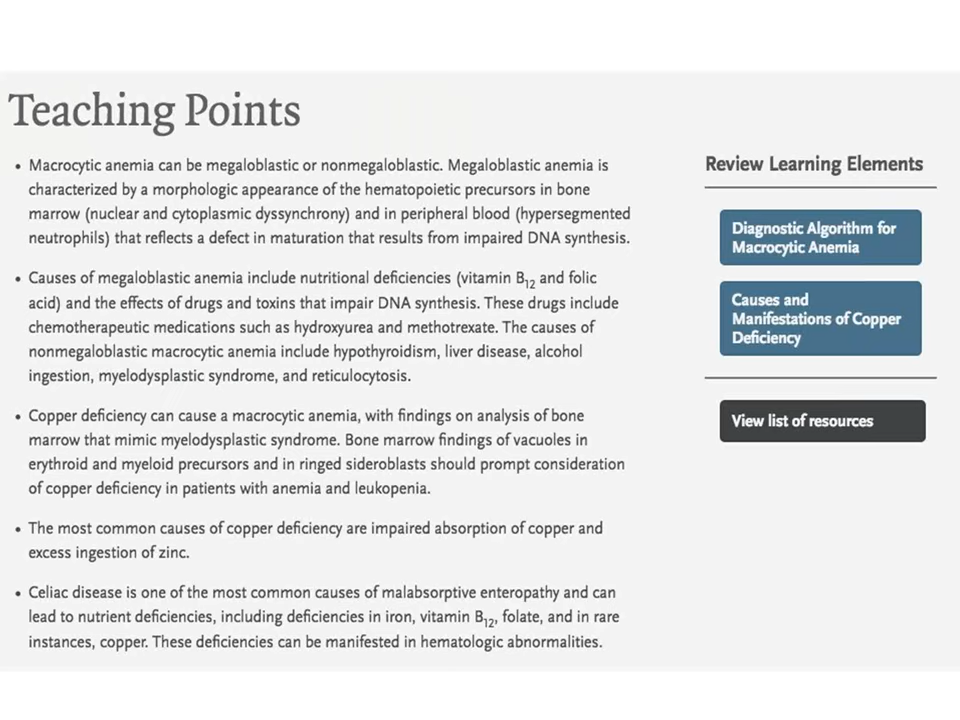 Teaching Points
• Macrocytic anemia can be megaloblastic or nonmegaloblastic. Megaloblastic anemia is
characterized by a morphologic appearance of the hematopoietic precursors in bone
marrow (nuclear and cytoplasmic dyssynchrony) and in peripheral blood (hypersegmented
neutrophils) that reflects a defect in maturation that results from impaired DNA synthesis.
• Causes of megaloblastic anemia include nutritional deficiencies (vitamin B12 and folic
acid) and the effects of drugs and toxins that impair DNA synthesis. These drugs include
chemotherapeutic medications such as hydroxyurea and methotrexate. The causes of
nonmegaloblastic macrocytic anemia include hypothyroidism, liver disease, alcohol
ingestion, myelodysplastic syndrome, and reticulocytosis.
• Copper deficiency can cause a macrocytic anemia, with findings on analysis of bone
marrow that mimic myelodysplastic syndrome. Bone marrow findings of vacuoles in
erythroid and myeloid precursors and in ringed sideroblasts should prompt consideration
of copper deficiency in patients with anemia and leukopenia.
• The most common causes of copper deficiency are impaired absorption of copper and
excess ingestion of zinc.
• Celiac disease is one of the most common causes of malabsorptive enteropathy and can
lead to nutrient deficiencies, including deficiencies in iron, vitamin B12, folate, and in rare
instances, copper. These deficiencies can be manifested in hematologic abnormalities.
Review Learning Elements
Diagnostic Algorithm for
Macrocytic Anemia
Causes and
Manifestations of Copper
Deficiency
View list of resources